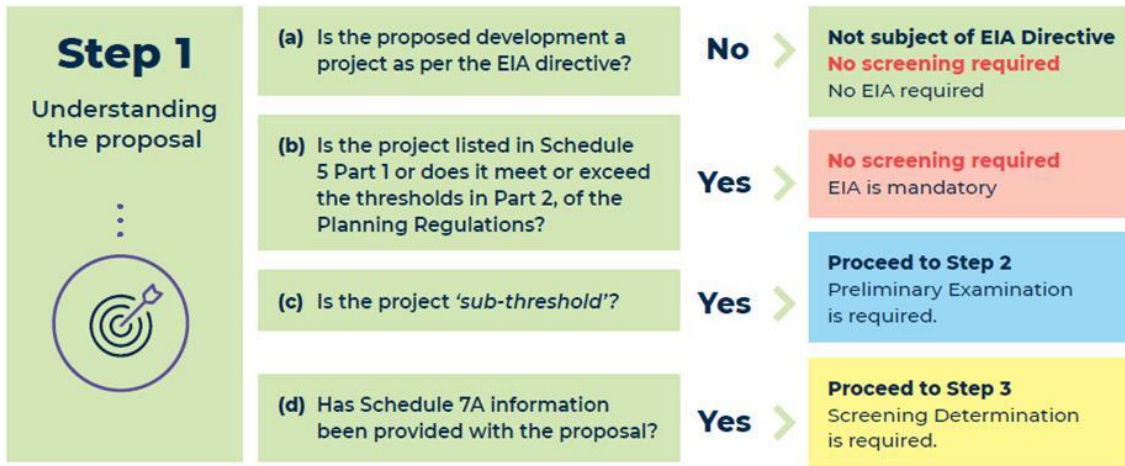 Step 1
Understanding
the proposal
(a) Is the proposed development a
project as per the EIA directive?
No
Not subject of EIA Directive
No screening required
No EIA required
(b) Is the project listed in Schedule
5 Part 1 or does it meet or exceed
the thresholds in Part 2, of the
Planning Regulations?
Yes
No screening required
EIA is mandatory
(c) Is the project ‘sub-threshold’?
Yes
Proceed to Step 2
Preliminary Examination
is required.
(d) Has Schedule 7A information
been provided with the proposal?
Yes
Proceed to Step 3
Screening Determination
is required.